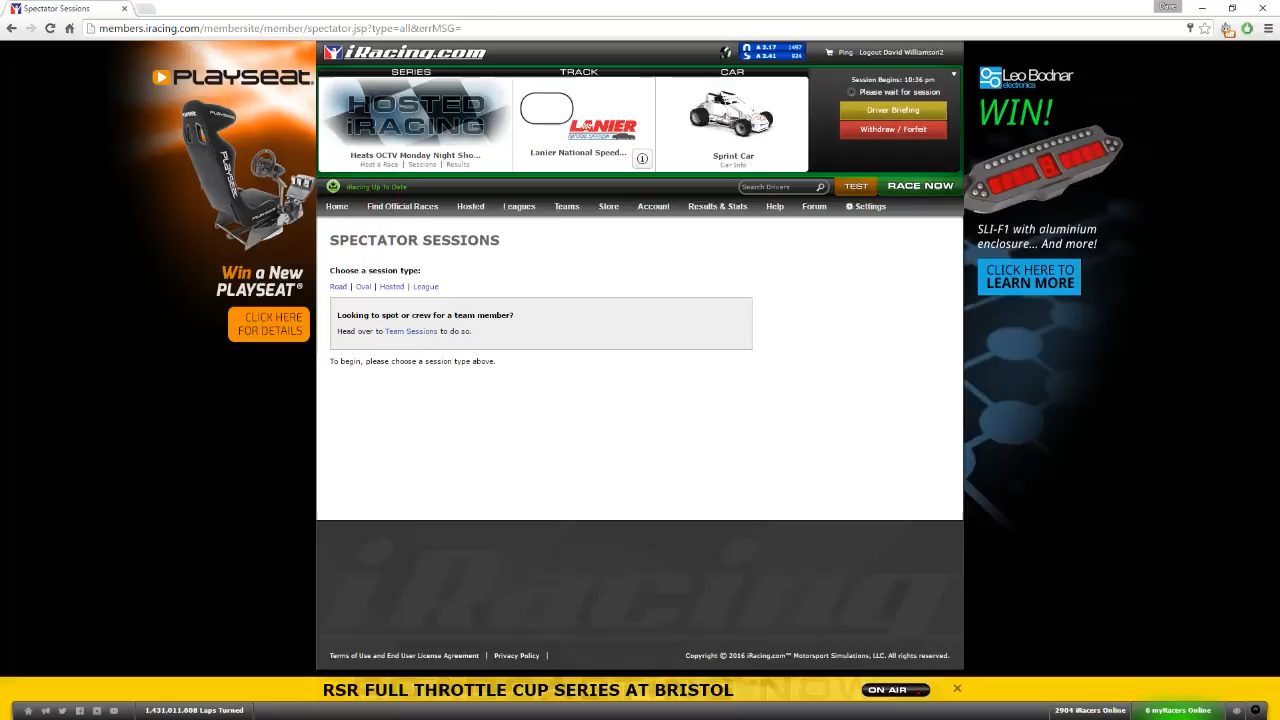 Spectator Sessions
Dave
members.iracing.com/membersite/member/spectator.jsp?type=all&errMSG=
iRacing.com
A 2.17 1497
A 2.41 924
Ping Logout David Williamson2
SERIES TRACK CAR
HOSTED
iRACING
Heats OCTV Monday Night Sho...
Host a Race | Sessions | Results
LANIER
Lanier National Speed...
Sprint Car
Car Info
Session Begins: 10:36 pm
Please wait for session
Driver Briefing
Withdraw / Forfeit
iRacing Up To Date
Search Drivers
TEST
RACE NOW
Home Find Official Races Hosted Leagues Teams Store Account Results & Stats Help Forum Settings
SPECTATOR SESSIONS
Choose a session type:
Road | Oval | Hosted | League
Looking to spot or crew for a team member?
Head over to Team Sessions to do so.
To begin, please choose a session type above.
PLAYSEAT
Win a New
PLAYSEAT®
CLICK HERE
FOR DETAILS
Leo Bodnar
electronics
WIN!
SLI-F1 with aluminium
enclosure... And more!
CLICK HERE TO
LEARN MORE
iRacing
Terms of Use and End User License Agreement | Privacy Policy |
Copyright © 2016 iRacing.com™ Motorsport Simulations, LLC. All rights reserved.
RSR FULL THROTTLE CUP SERIES AT BRISTOL
ON AIR
1,431,011,608 Laps Turned
2904 iRacers Online
6 myRacers Online